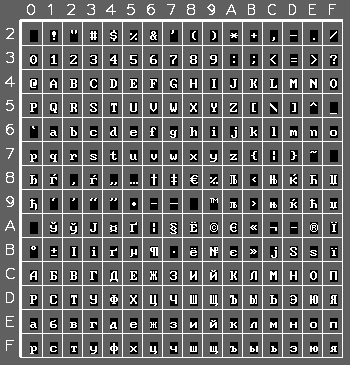 0 1 2 3 4 5 6 7 8 9 A B C D E F
2 ! " # $ % & ' ( ) * + , - . /
3 0 1 2 3 4 5 6 7 8 9 : ; < = > ?
4 @ A B C D E F G H I J K L M N O
5 P Q R S T U V W X Y Z [ \ ] ^ _
6 ` a b c d e f g h i j k l m n o
7 p q r s t u v w x y z { | } ~
8 Ђ Ѓ ‚ ѓ „ … † ‡ € ‰ Љ ‹ Њ Ќ Ћ Џ
9 ђ ‘ ’ “ ” • – — ™ љ › њ ќ ћ џ
A Ў ў Ј ¤ Ґ ¦ § Ё © Є « ¬ - ® Ї
B ° ± І і ґ µ ¶ · ё № є » ј Ѕ ѕ ї
C А Б В Г Д Е Ж З И Й К Л М Н О П
D Р С Т У Ф Х Ц Ч Ш Щ Ъ Ы Ь Э Ю Я
E а б в г д е ж з и й к л м н о п
F р с т у ф х ц ч ш щ ъ ы ь э ю я